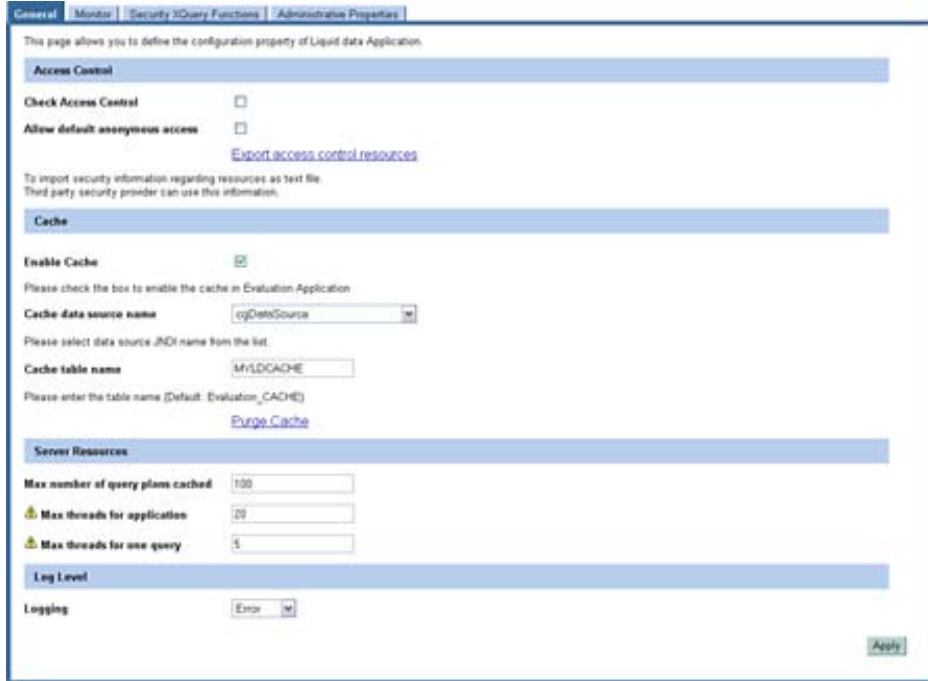 General Monitor Security XQuery Functions Administrative Properties
This page allows you to define the configuration property of Liquid data Application.
Access Control
Check Access Control
Allow default anonymous access
Export access control resources
To import security information regarding resources as text file.
Third party security provider can use this information.
Cache
Enable Cache
Please check the box to enable the cache in Evaluation Application
Cache data source name cgDataSource
Please select data source JNDI name from the list.
Cache table name MYLDCACHE
Please enter the table name (Default: Evaluation_CACHE)
Purge Cache
Server Resources
Max number of query plans cached 100
Max threads for application 20
Max threads for one query 5
Log Level
Logging Error
Apply